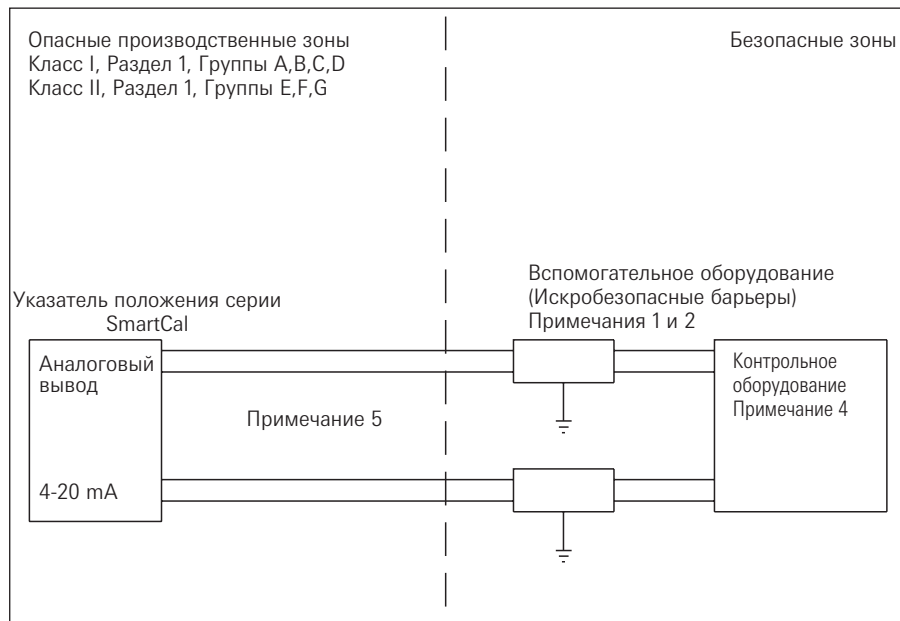 Опасные производственные зоны
Класс I, Раздел 1, Группы A,B,C,D
Класс II, Раздел 1, Группы E,F,G
Безопасные зоны
Вспомогательное оборудование
(Искробезопасные барьеры)
Примечания 1 и 2
Указатель положения серии
SmartCal
Аналоговый
вывод
Контрольное
оборудование
Примечание 4
Примечание 5
4-20 mA